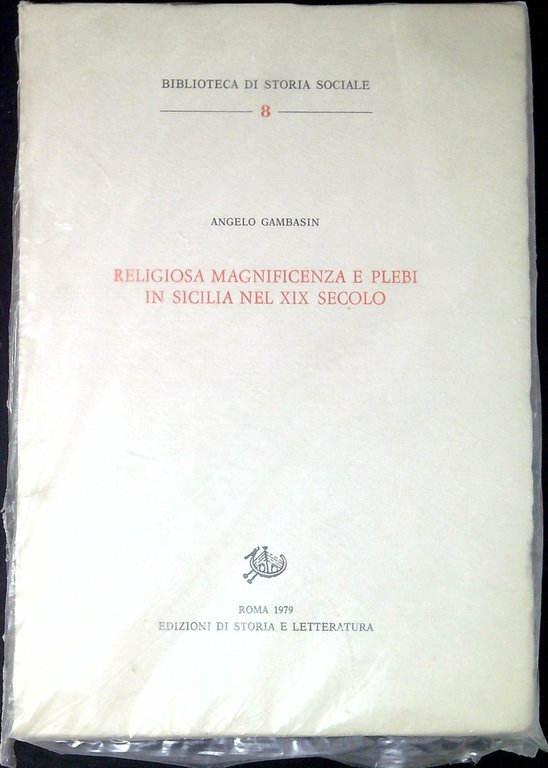 BIBLIOTECA DI STORIA SOCIALE
8
ANGELO GAMBASIN
RELIGIOSA MAGNIFICENZA E PLEBI
IN SICILIA NEL XIX SECOLO
ROMA 1979
EDIZIONI DI STORIA E LETTERATURA